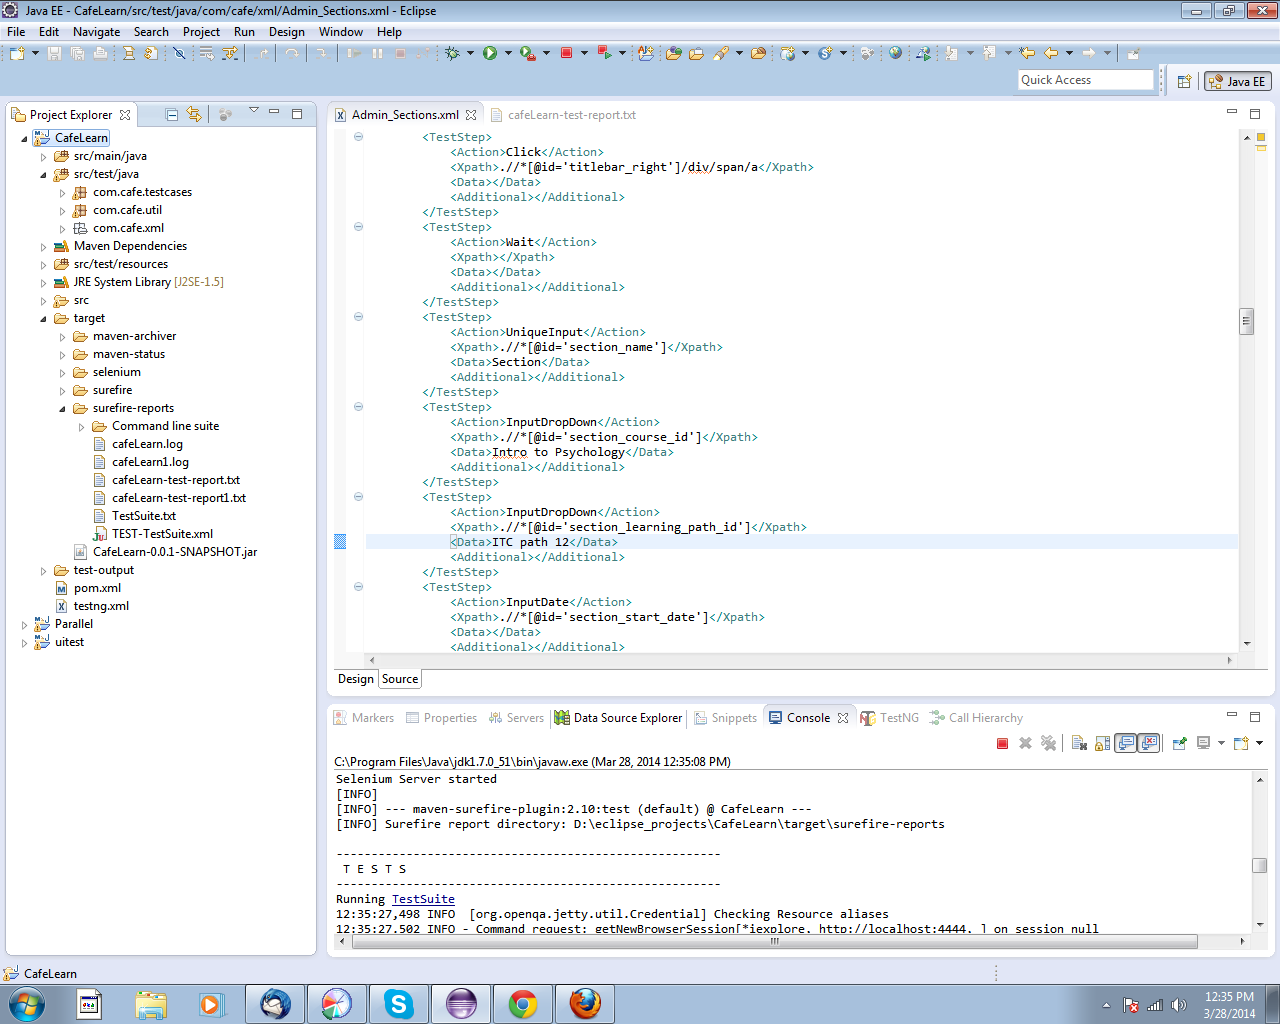 Java EE - CafeLearn/src/test/java/com/cafe/xml/Admin_Sections.xml - Eclipse
File Edit Navigate Search Project Run Design Window Help
Quick Access
Java EE
Project Explorer
CafeLearn
src/main/java
src/test/java
com.cafe.testcases
com.cafe.util
com.cafe.xml
Maven Dependencies
src/test/resources
JRE System Library [J2SE-1.5]
src
target
maven-archiver
maven-status
selenium
surefire
surefire-reports
Command line suite
cafeLearn.log
cafeLearn1.log
cafeLearn-test-report.txt
cafeLearn-test-report1.txt
TestSuite.txt
TEST-TestSuite.xml
CafeLearn-0.0.1-SNAPSHOT.jar
test-output
pom.xml
testng.xml
Parallel
uitest
Admin_Sections.xml
cafeLearn-test-report.txt
<TestStep>
<Action>Click</Action>
<Xpath>.//*[@id='titlebar_right']/div/span/a</Xpath>
<Data></Data>
<Additional></Additional>
</TestStep>
<TestStep>
<Action>Wait</Action>
<Xpath></Xpath>
<Data></Data>
<Additional></Additional>
</TestStep>
<TestStep>
<Action>UniqueInput</Action>
<Xpath>.//*[@id='section_name']</Xpath>
<Data>Section</Data>
<Additional></Additional>
</TestStep>
<TestStep>
<Action>InputDropDown</Action>
<Xpath>.//*[@id='section_course_id']</Xpath>
<Data>Intro to Psychology</Data>
<Additional></Additional>
</TestStep>
<TestStep>
<Action>InputDropDown</Action>
<Xpath>.//*[@id='section_learning_path_id']</Xpath>
<Data>ITC path 12</Data>
<Additional></Additional>
</TestStep>
<TestStep>
<Action>InputDate</Action>
<Xpath>.//*[@id='section_start_date']</Xpath>
<Data></Data>
<Additional></Additional>
Design Source
Markers Properties Servers Data Source Explorer Snippets Console TestNG Call Hierarchy
C:\Program Files\Java\jdk1.7.0_51\bin\javaw.exe (Mar 28, 2014 12:35:08 PM)
Selenium Server started
[INFO]
[INFO] --- maven-surefire-plugin:2.10:test (default) @ CafeLearn ---
[INFO] Surefire report directory: D:\eclipse_projects\CafeLearn\target\surefire-reports
-------------------------------------------------------
T E S T S
-------------------------------------------------------
Running TestSuite
12:35:27,498 INFO [org.openqa.jetty.util.Credential] Checking Resource aliases
12:35:27,502 INFO - Command request: getNewBrowserSession[*iexplore, http://localhost:4444, ] on session null
CafeLearn
12:35 PM
3/28/2014